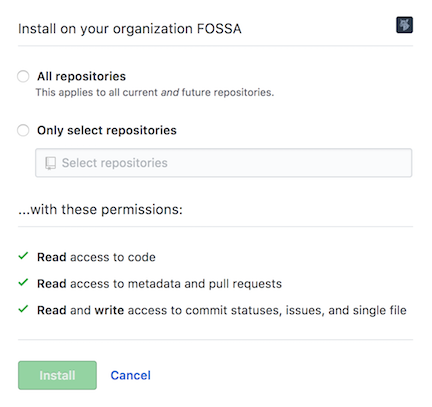 Install on your organization FOSSA
All repositories
This applies to all current and future repositories.
Only select repositories
Select repositories
...with these permissions:
Read access to code
Read access to metadata and pull requests
Read and write access to commit statuses, issues, and single file
Install Cancel